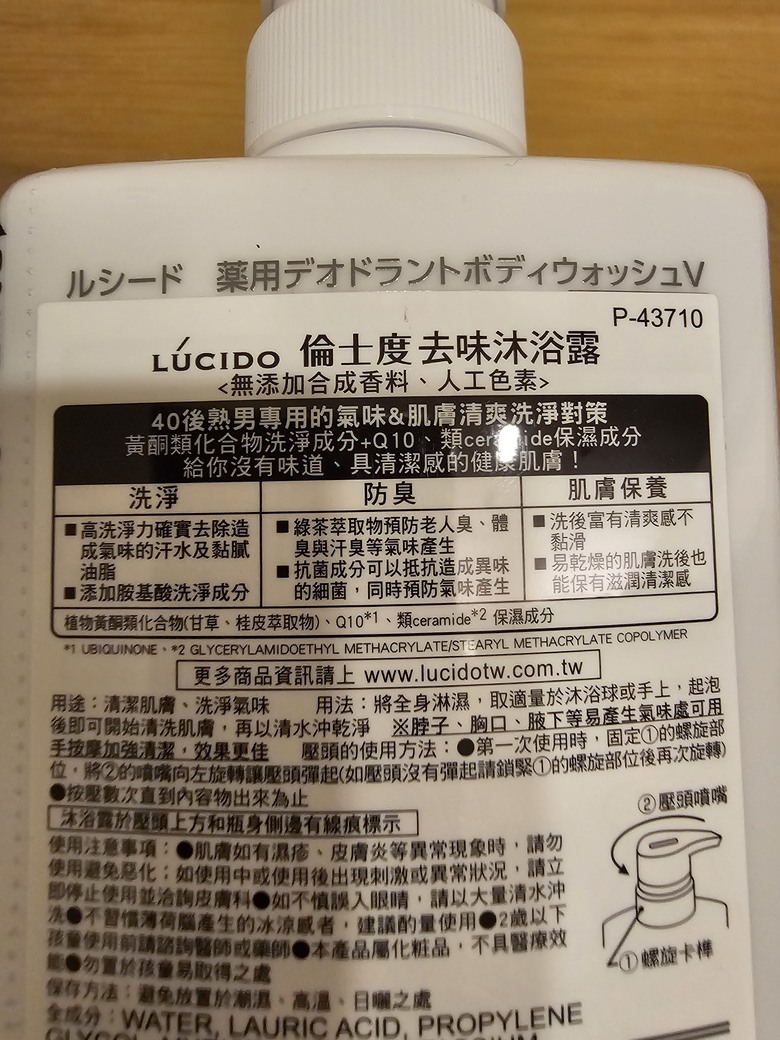 ルシード 薬用デオドラントボディウォッシュV
P-43710
LÚCIDO 倫士度 去味沐浴露
<無添加合成香料、人工色素>
40後熟男專用的氣味&肌膚清爽洗淨對策
黃酮類化合物洗淨成分+Q10、類ceramide保濕成分
給你沒有味道、具清潔感的健康肌膚！
洗淨
■高洗淨力確實去除造
成氣味的汗水及黏膩
油脂
■添加胺基酸洗淨成分
防臭
■綠茶萃取物預防老人臭、體
臭與汗臭等氣味產生
■抗菌成分可以抵抗造成異味
的細菌，同時預防氣味產生
肌膚保養
■洗後富有清爽感不
黏滑
■易乾燥的肌膚洗後也
能保有滋潤清潔感
植物黃酮類化合物(甘草、桂皮萃取物)、Q10*1、類ceramide*2 保濕成分
*1 UBIQUINONE、*2 GLYCERYLAMIDOETHYL METHACRYLATE/STEARYL METHACRYLATE COPOLYMER
更多商品資訊請上 www.lucidotw.com.tw
用途：清潔肌膚、洗淨氣味 用法：將全身淋濕，取適量於沐浴球或手上，起泡
後即可開始清洗肌膚，再以清水沖乾淨 ※脖子、胸口、腋下等易產生氣味處可用
手按摩加強清潔，效果更佳 壓頭的使用方法：●第一次使用時，固定①的螺旋部
位，將②的噴嘴向左旋轉讓壓頭彈起(如壓頭沒有彈起請鎖緊①的螺旋部位後再次旋轉)
●按壓數次直到內容物出來為止
沐浴露於壓頭上方和瓶身側邊有線痕標示
使用注意事項：●肌膚如有濕疹、皮膚炎等異常現象時，請勿
使用避免惡化；如使用中或使用後出現刺激或異常狀況，請立
即停止使用並洽詢皮膚科●如不慎誤入眼睛，請以大量清水沖
洗●不習慣薄荷腦產生的冰涼感者，建議酌量使用●2歲以下
孩童使用前請諮詢醫師或藥師●本產品屬化粧品，不具醫療效
能●勿置於孩童易取得之處
保存方法：避免放置於潮濕、高溫、日曬之處
全成分：WATER, LAURIC ACID, PROPYLENE
②壓頭噴嘴
①螺旋卡榫